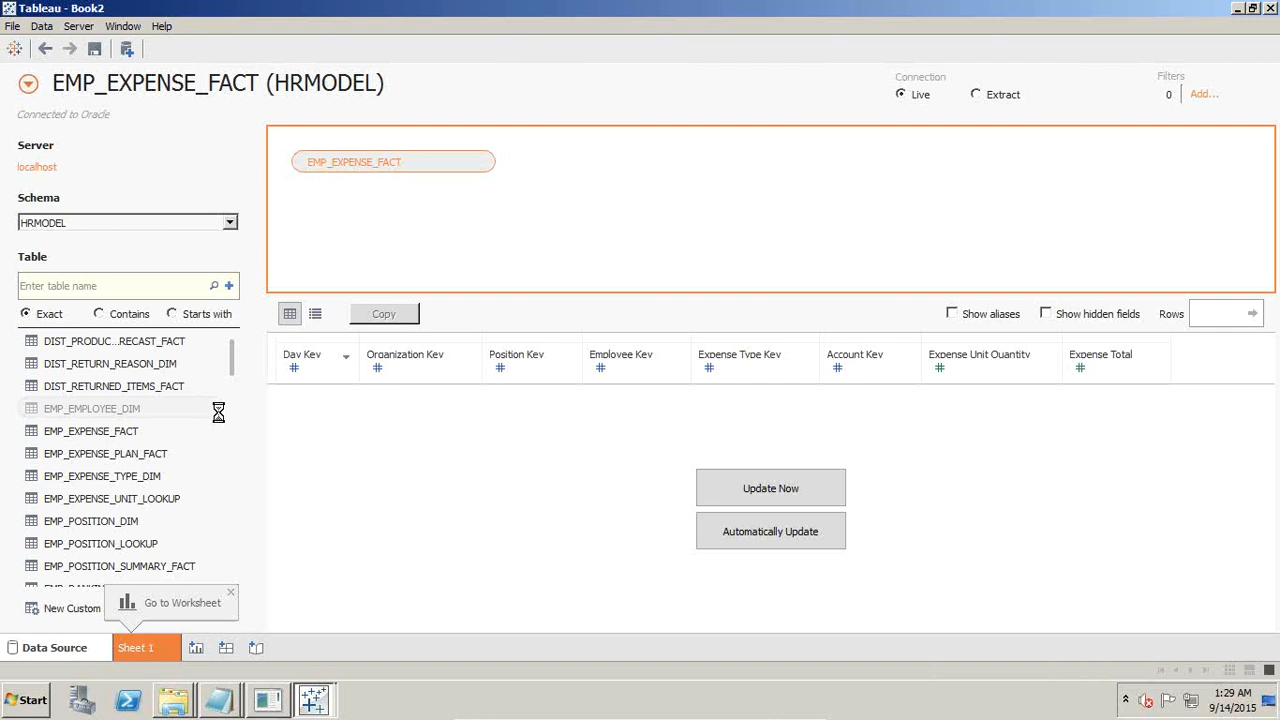 Tableau - Book2
File Data Server Window Help
EMP_EXPENSE_FACT (HRMODEL)
Connected to Oracle
Connection
Live
Extract
Filters
0
Add...
Server
localhost
Schema
HRMODEL
Table
Enter table name
Exact
Contains
Starts with
DIST_PRODUC...RECAST_FACT
DIST_RETURN_REASON_DIM
DIST_RETURNED_ITEMS_FACT
EMP_EMPLOYEE_DIM
EMP_EXPENSE_FACT
EMP_EXPENSE_PLAN_FACT
EMP_EXPENSE_TYPE_DIM
EMP_EXPENSE_UNIT_LOOKUP
EMP_POSITION_DIM
EMP_POSITION_LOOKUP
EMP_POSITION_SUMMARY_FACT
New Custom
Go to Worksheet
EMP_EXPENSE_FACT
Copy
Show aliases
Show hidden fields
Rows
Day Key
Organization Key
Position Key
Employee Key
Expense Type Key
Account Key
Expense Unit Quantity
Expense Total
Update Now
Automatically Update
Data Source
Sheet 1
Start
1:29 AM
9/14/2015